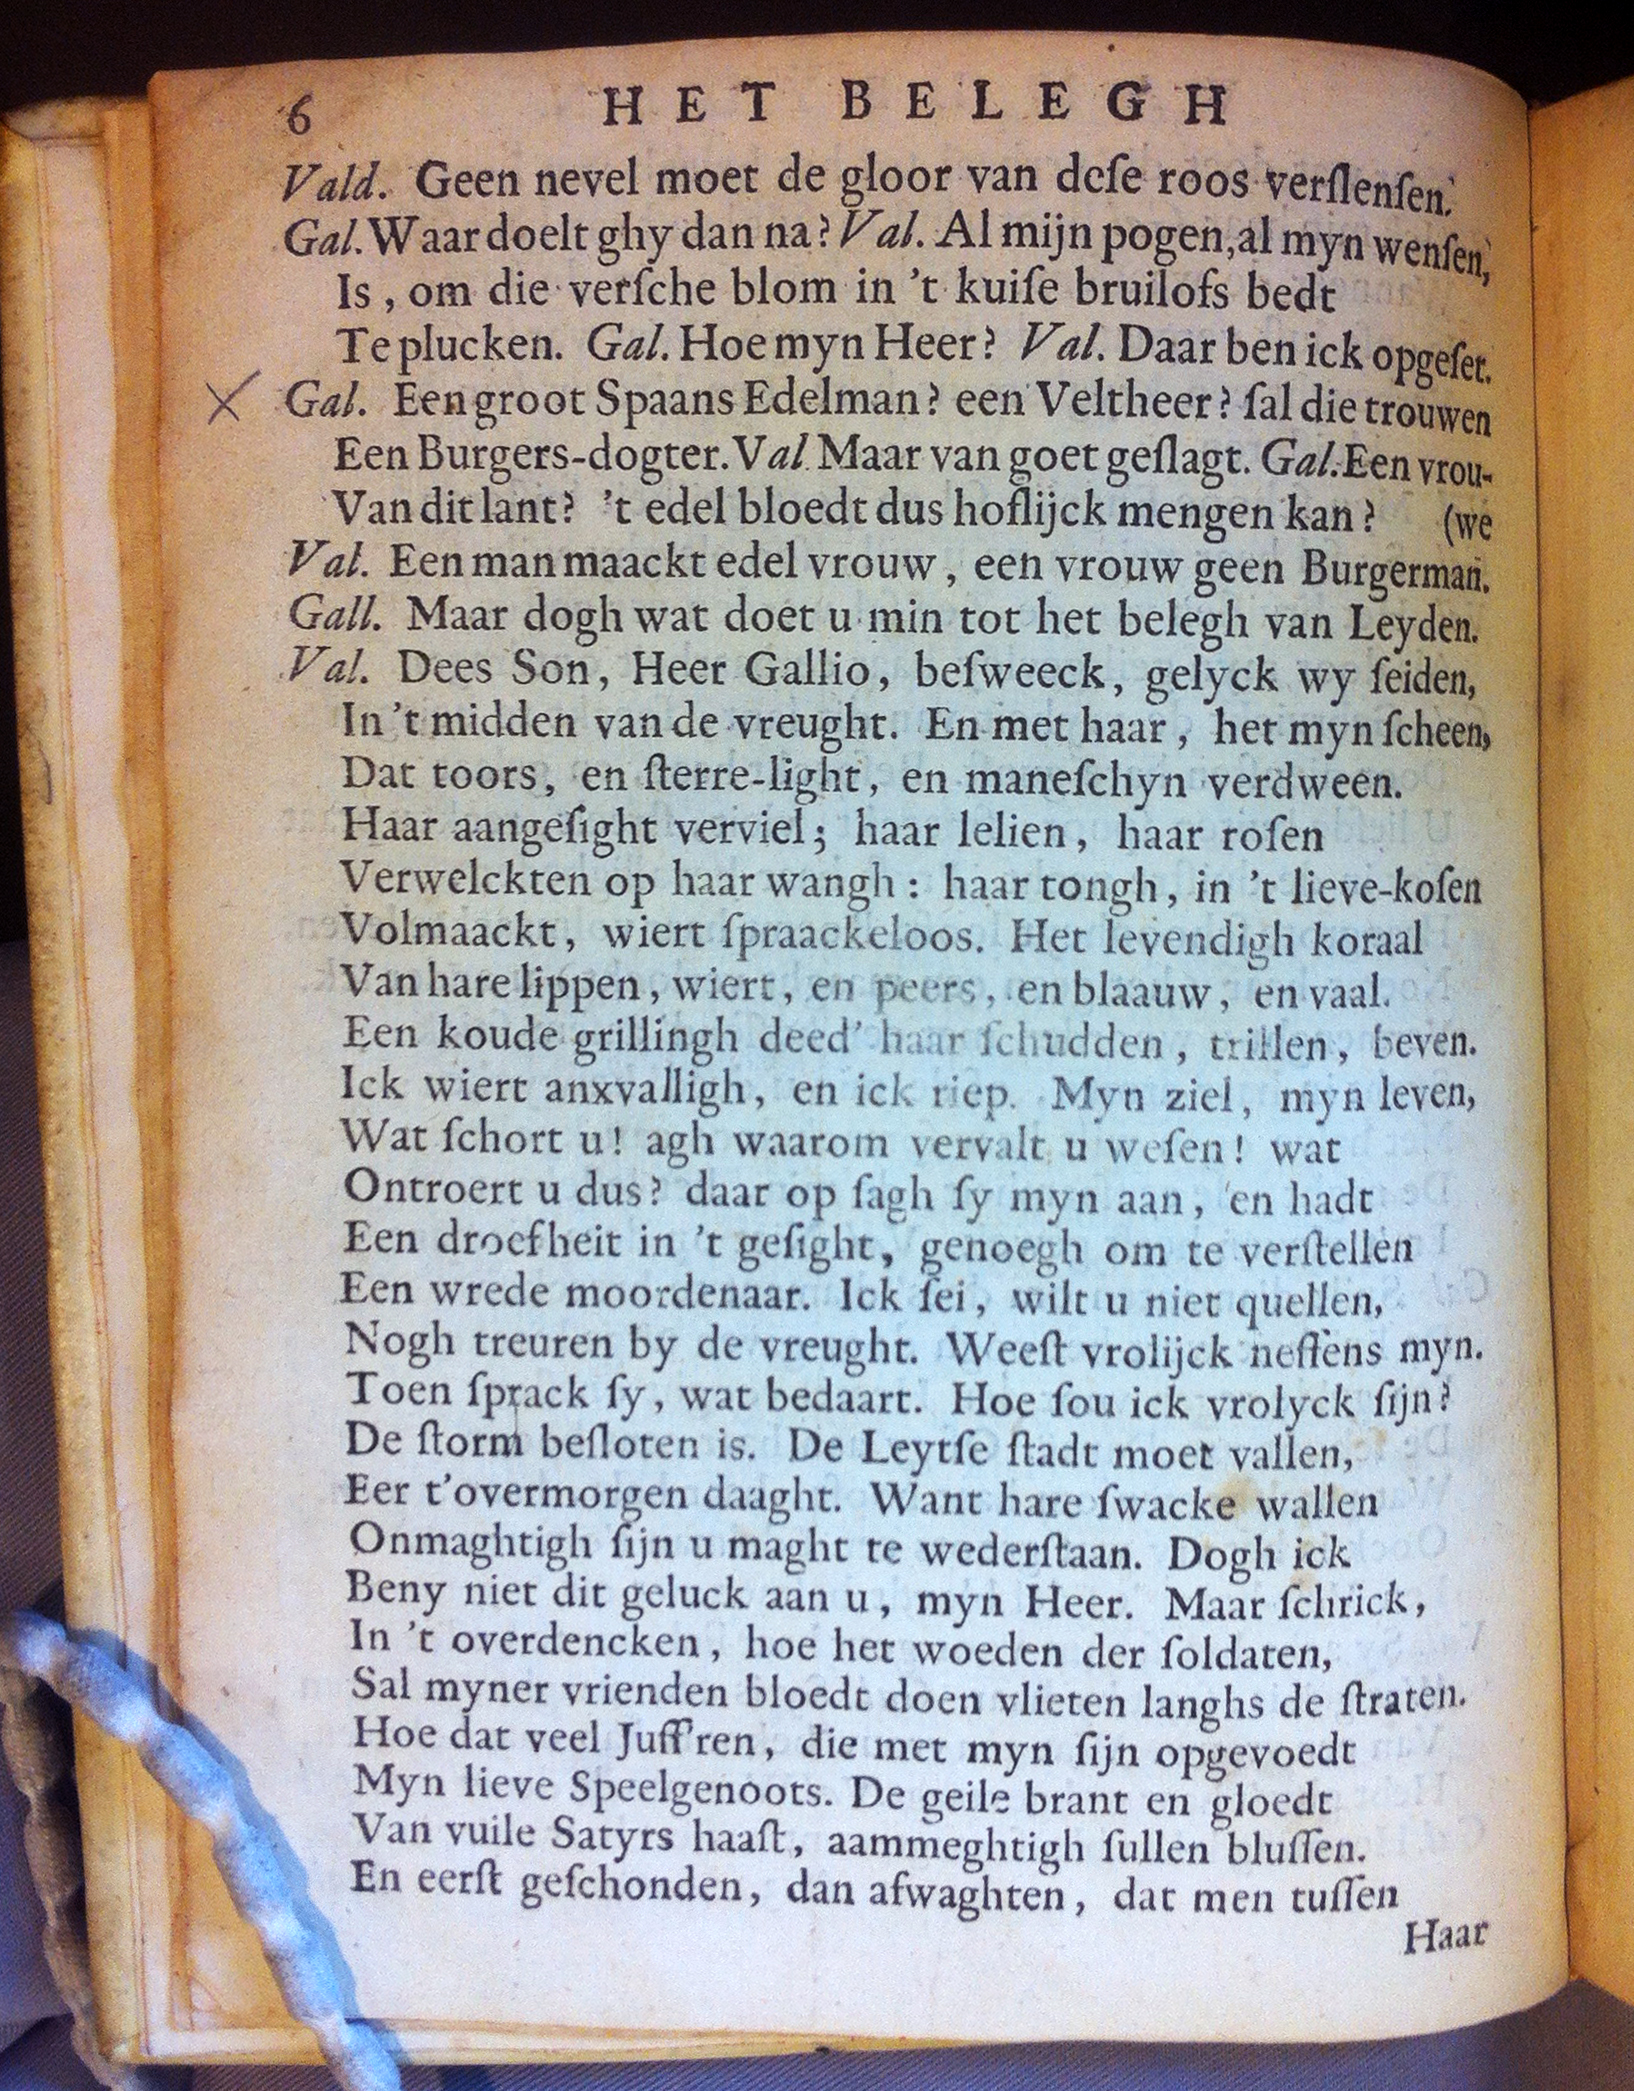 6 HET BELEGH
Vald. Geen nevel moet de gloor van deſe roos verſlenſen.
Gal. Waar doelt ghy dan na? Val. Al mijn pogen, al myn wenſen,
Is, om die verſche blom in 't kuiſe bruilofs bedt
Te plucken. Gal. Hoe myn Heer? Val. Daar ben ick opgeſet.
Gal. Een groot Spaans Edelman? een Veltheer? ſal die trouwen
Een Burgers-dogter. Val. Maar van goet geſlagt. Gal. Een vrou-
Van dit lant? 't edel bloedt dus hoflijck mengen kan? (we
Val. Een man maackt edel vrouw, een vrouw geen Burgerman.
Gall. Maar dogh wat doet u min tot het belegh van Leyden.
Val. Dees Son, Heer Gallio, beſweeck, gelyck wy ſeiden,
In 't midden van de vreught. En met haar, het myn ſcheen,
Dat toors, en ſterre-light, en maneſchyn verdween.
Haar aangeſight verviel; haar lelien, haar roſen
Verwelckten op haar wangh: haar tongh, in 't lieve-koſen
Volmaackt, wiert ſpraackeloos. Het levendigh koraal
Van hare lippen, wiert, en peers, en blaauw, en vaal.
Een koude grillingh deed' haar ſchudden, trillen, beven.
Ick wiert anxvalligh, en ick riep. Myn ziel, myn leven,
Wat ſchort u! agh waarom vervalt u weſen! wat
Ontroert u dus? daar op ſagh ſy myn aan, en hadt
Een droefheit in 't geſight, genoegh om te verſtellen
Een wrede moordenaar. Ick ſei, wilt u niet quellen,
Nogh treuren by de vreught. Weeſt vrolijck neffens myn.
Toen ſprack ſy, wat bedaart. Hoe ſou ick vrolyck ſijn?
De ſtorm beſloten is. De Leytſe ſtadt moet vallen,
Eer t'overmorgen daaght. Want hare ſwacke wallen
Onmaghtigh ſijn u maght te wederſtaan. Dogh ick
Beny niet dit geluck aan u, myn Heer. Maar ſchrick,
In 't overdencken, hoe het woeden der ſoldaten,
Sal myner vrienden bloedt doen vlieten langhs de ſtraten.
Hoe dat veel Juff'ren, die met myn ſijn opgevoedt
Myn lieve Speelgenoots. De geile brant en gloedt
Van vuile Satyrs haaſt, aammeghtigh ſullen bluſſen.
En eerſt geſchonden, dan afwaghten, dat men tuſſen
Haar